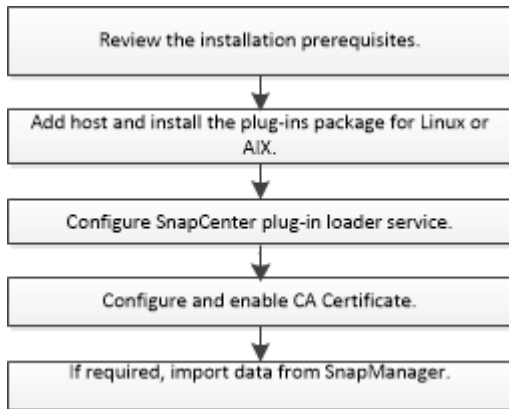 Review the installation prerequisites.
Add host and install the plug-ins package for Linux or
AIX.
Configure SnapCenter plug-in loader service.
Configure and enable CA Certificate.
If required, import data from SnapManager.